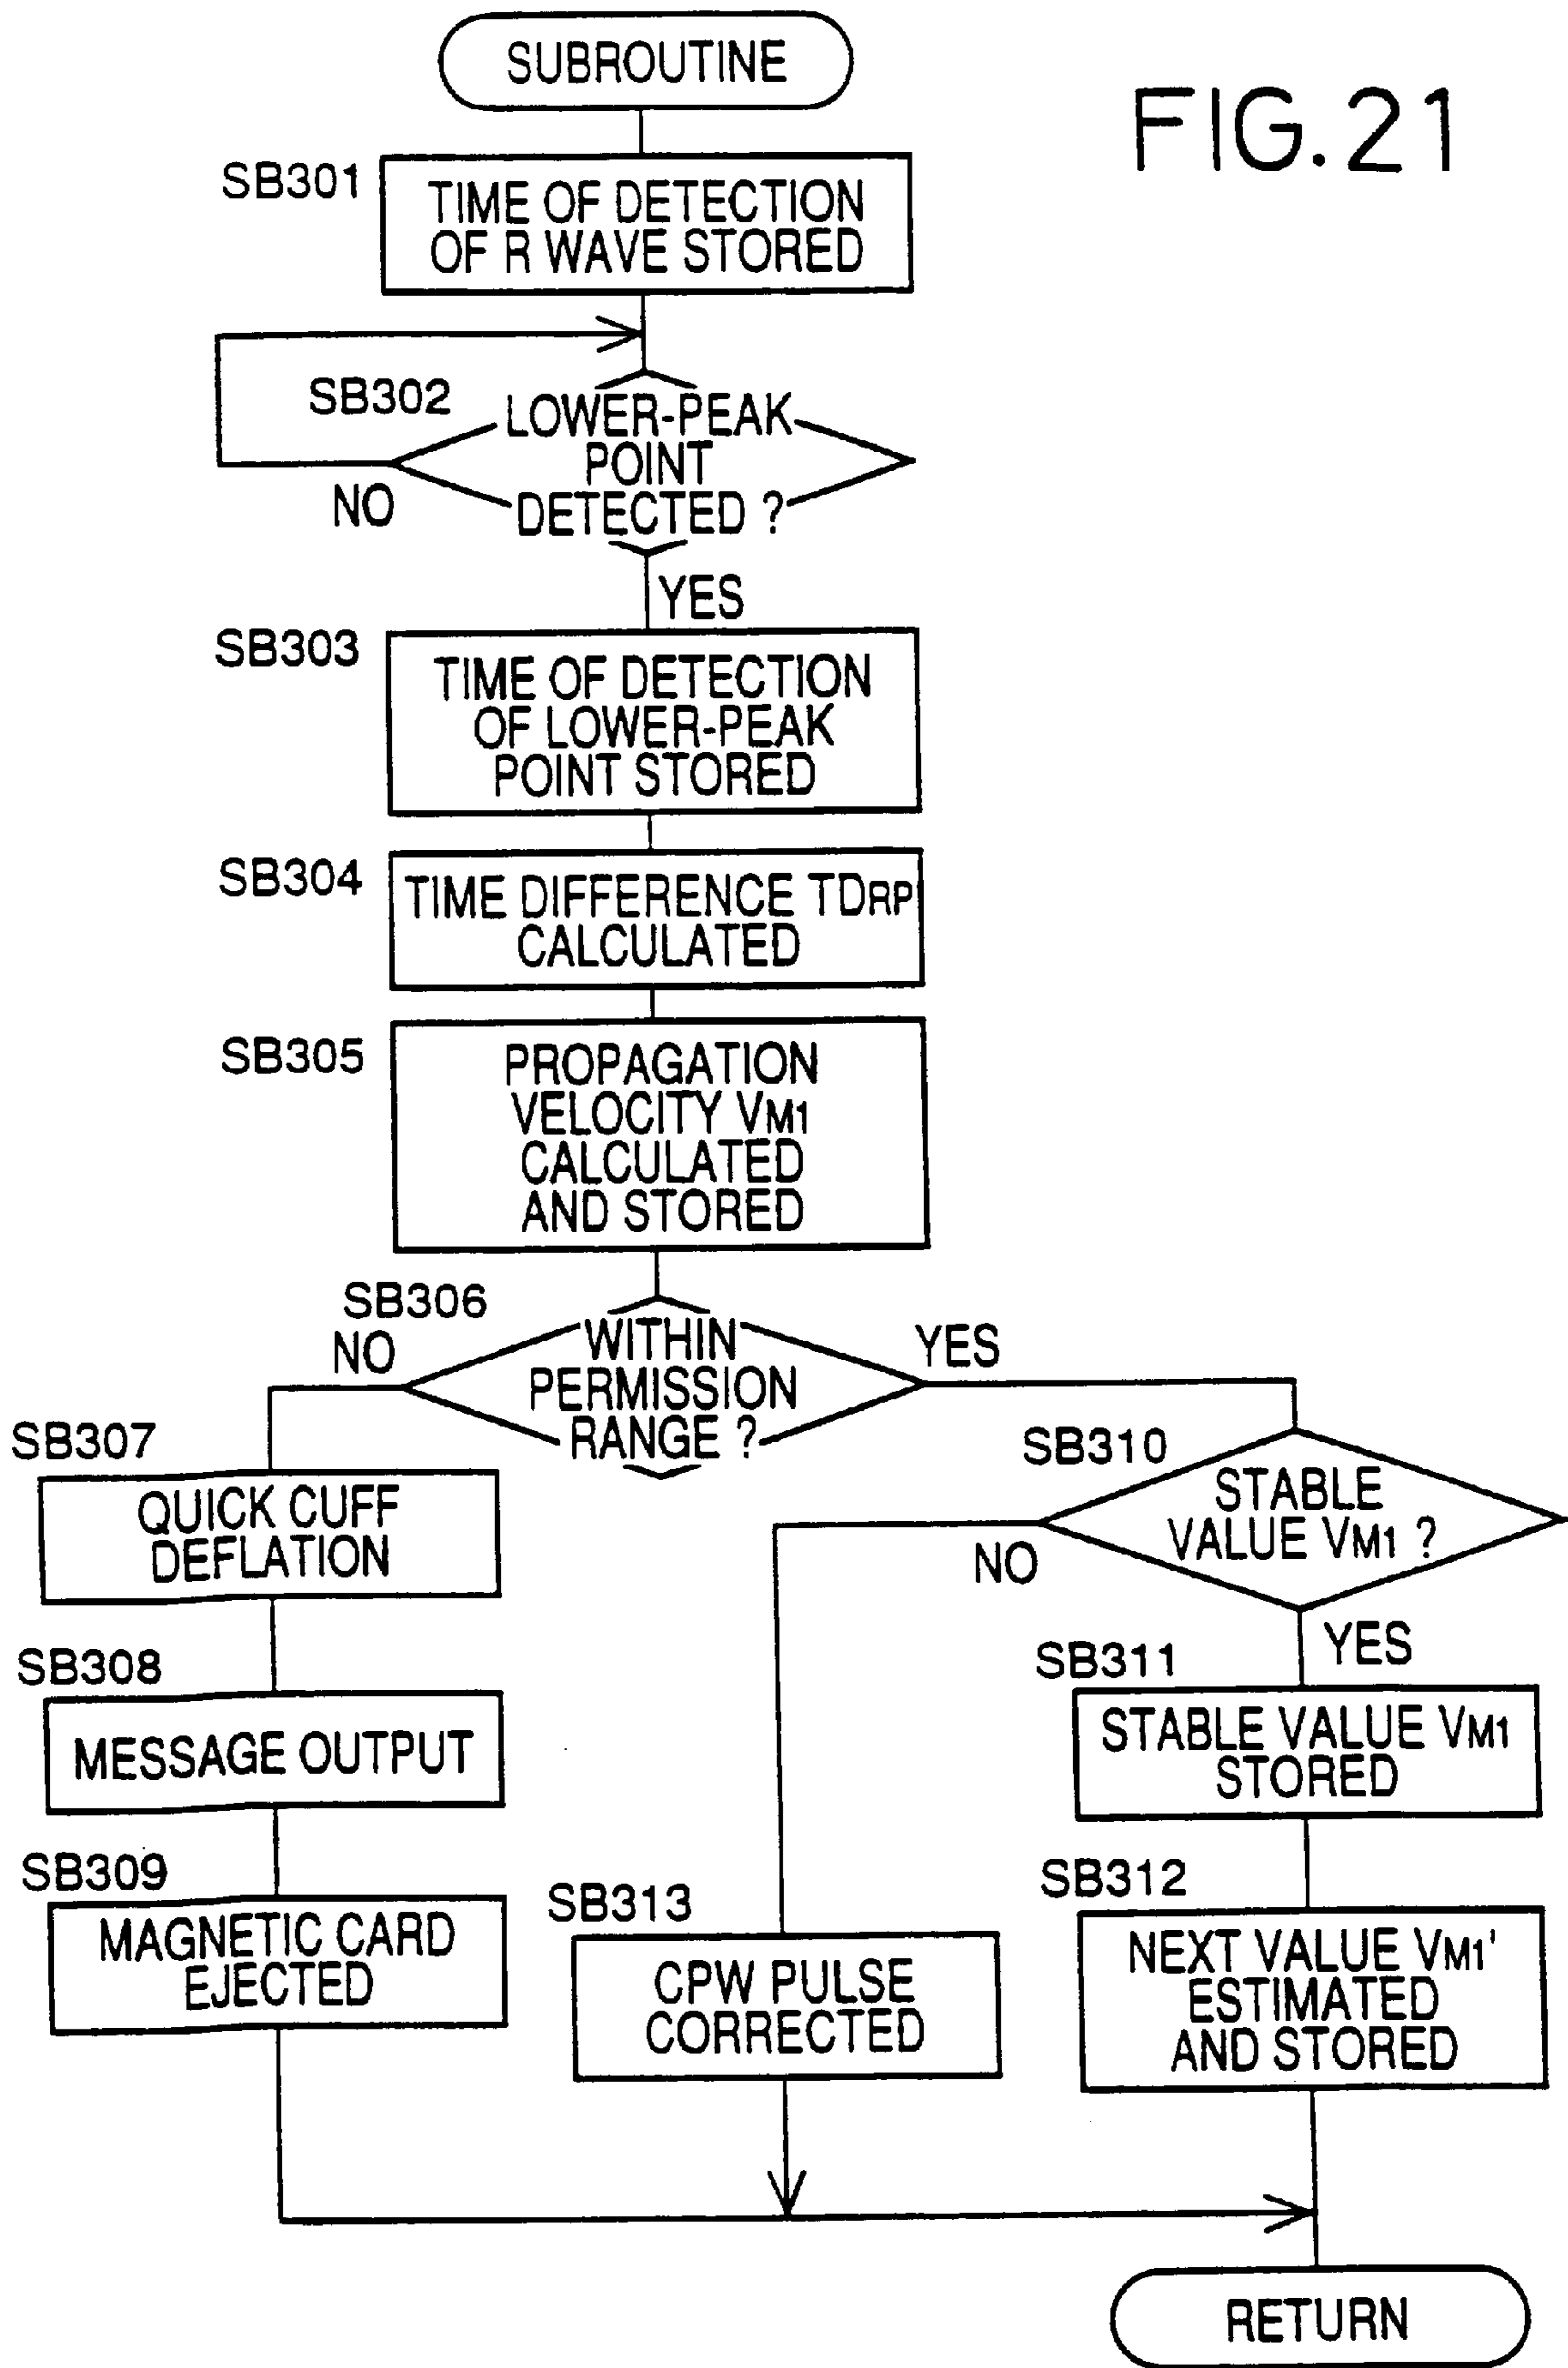 SUBROUTINE
FIG.21
SB301
TIME OF DETECTION
OF R WAVE STORED
SB302
LOWER-PEAK
POINT
DETECTED ?
NO
YES
SB303
TIME OF DETECTION
OF LOWER-PEAK
POINT STORED
SB304
TIME DIFFERENCE TDRP
CALCULATED
SB305
PROPAGATION
VELOCITY VM1
CALCULATED
AND STORED
SB306
NO
WITHIN
PERMISSION
RANGE ?
YES
SB307
QUICK CUFF
DEFLATION
SB310
STABLE
VALUE VM1 ?
NO
YES
SB308
MESSAGE OUTPUT
SB311
STABLE VALUE VM1
STORED
SB309
MAGNETIC CARD
EJECTED
SB313
CPW PULSE
CORRECTED
SB312
NEXT VALUE VM1'
ESTIMATED
AND STORED
RETURN